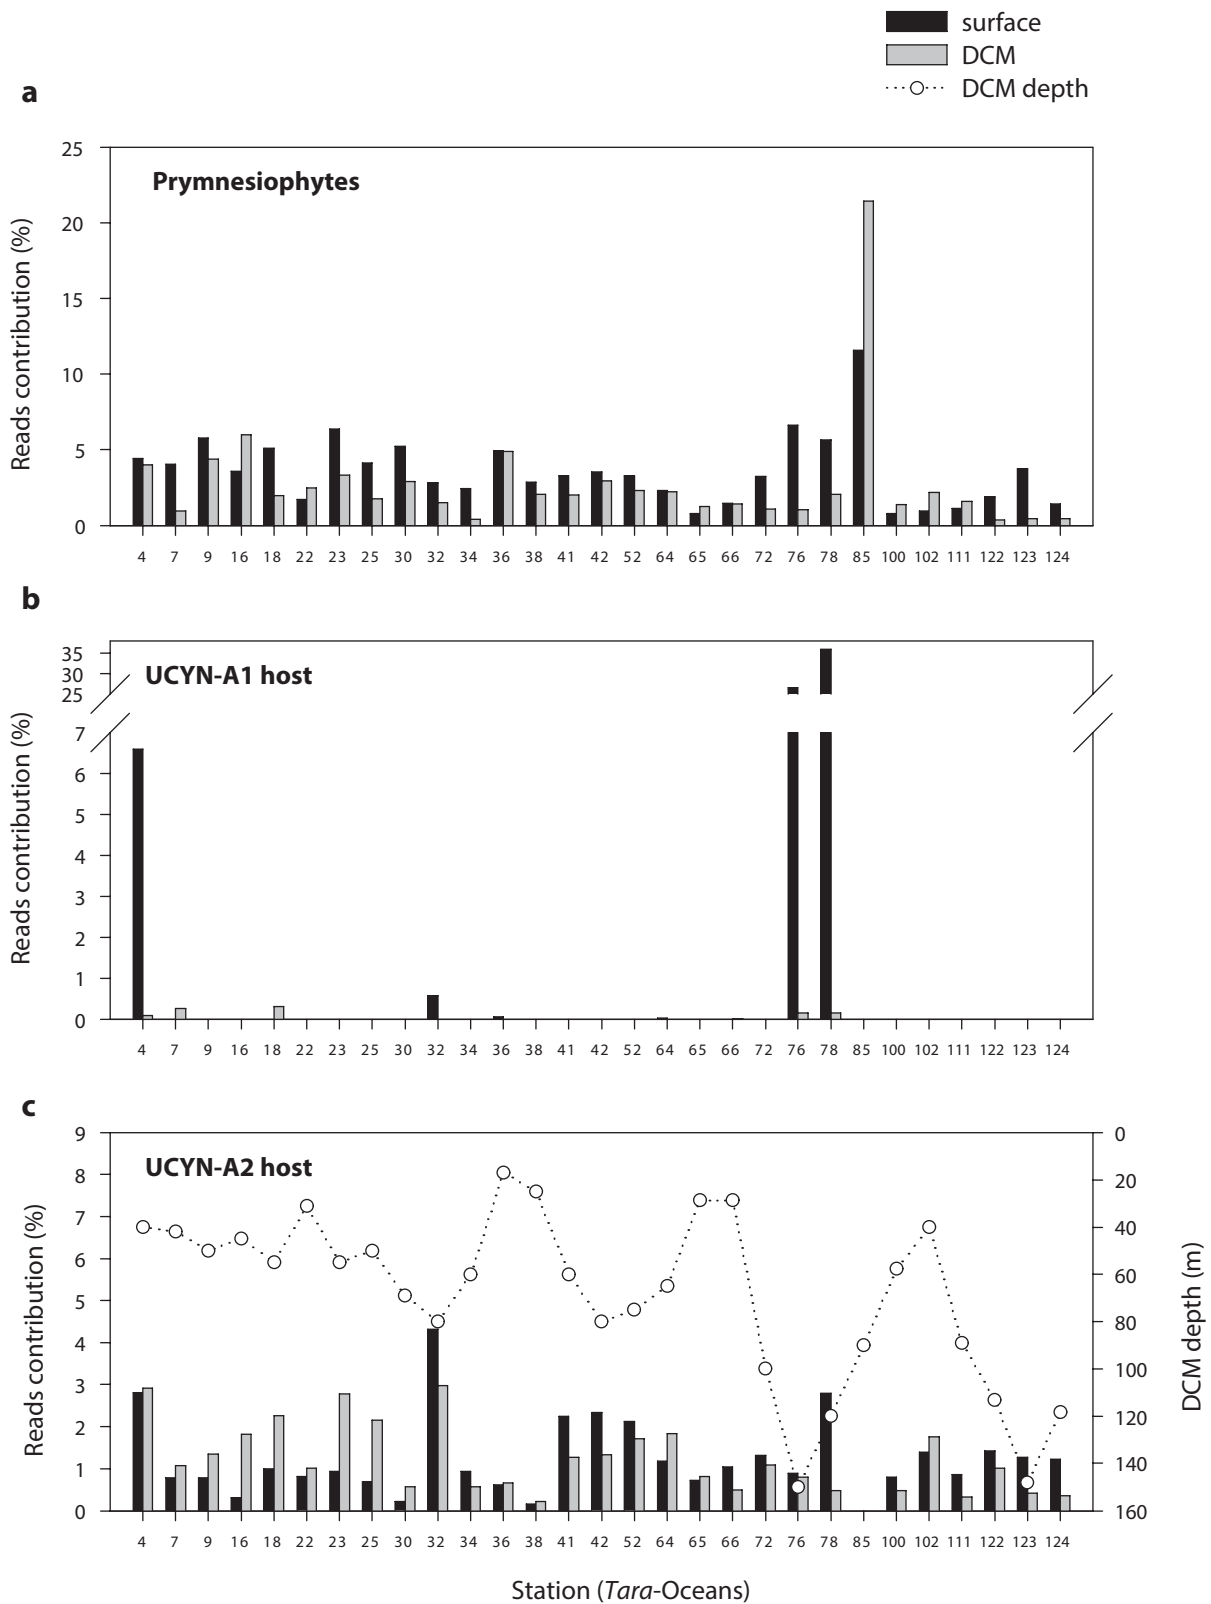 surface
DCM
DCM depth
a
25
20
15
10
5
0
Reads contribution (%)
Prymnesiophytes
4 7 9 16 18 22 23 25 30 32 34 36 38 41 42 52 64 65 66 72 76 78 85 100 102 111 122 123 124
b
35
30
25
7
6
5
4
3
2
1
0
Reads contribution (%)
UCYN-A1 host
4 7 9 16 18 22 23 25 30 32 34 36 38 41 42 52 64 65 66 72 76 78 85 100 102 111 122 123 124
c
9
8
7
6
5
4
3
2
1
0
Reads contribution (%)
UCYN-A2 host
0
20
40
60
80
100
120
140
160
DCM depth (m)
4 7 9 16 18 22 23 25 30 32 34 36 38 41 42 52 64 65 66 72 76 78 85 100 102 111 122 123 124
Station (Tara-Oceans)